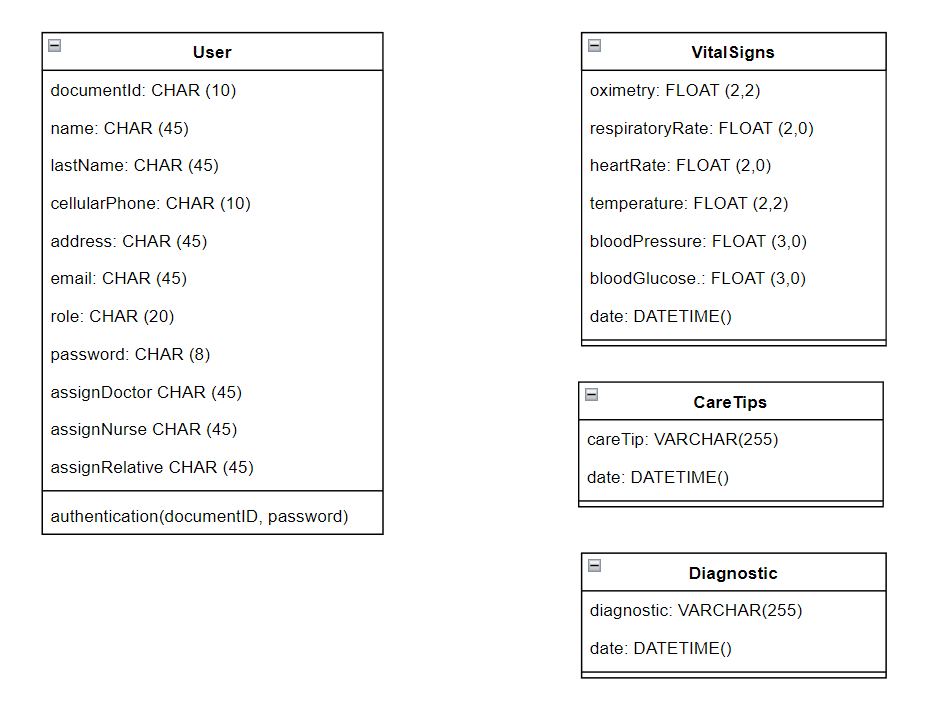 User
documentId: CHAR (10)
name: CHAR (45)
lastName: CHAR (45)
cellularPhone: CHAR (10)
address: CHAR (45)
email: CHAR (45)
role: CHAR (20)
password: CHAR (8)
assignDoctor CHAR (45)
assignNurse CHAR (45)
assignRelative CHAR (45)
authentication(documentID, password)
VitalSigns
oximetry: FLOAT (2,2)
respiratoryRate: FLOAT (2,0)
heartRate: FLOAT (2,0)
temperature: FLOAT (2,2)
bloodPressure: FLOAT (3,0)
bloodGlucose.: FLOAT (3,0)
date: DATETIME()
CareTips
careTip: VARCHAR(255)
date: DATETIME()
Diagnostic
diagnostic: VARCHAR(255)
date: DATETIME()